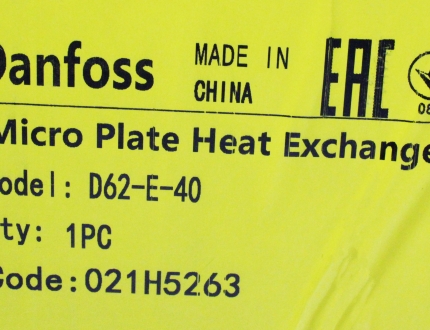 Danfoss MADE IN CHINA EAC
Micro Plate Heat Exchange
odel: D62-E-40
ty: 1PC
Code: 021H5263